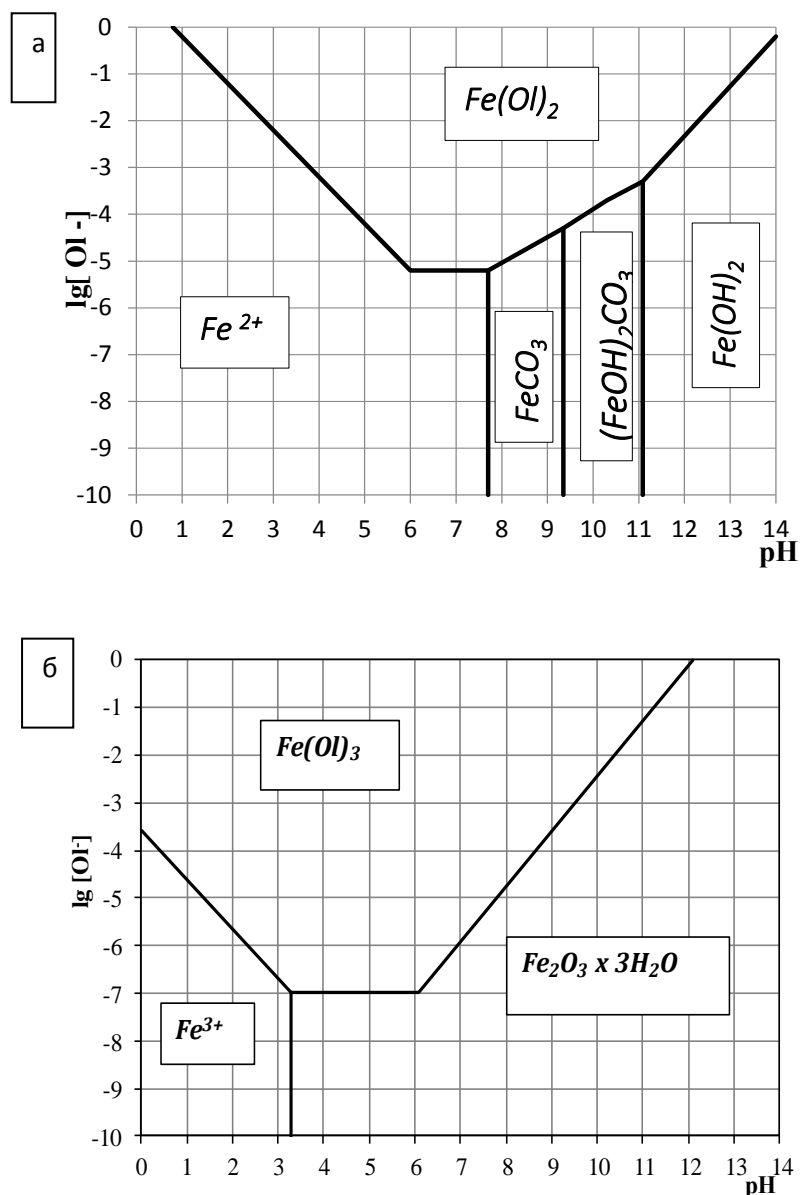 а
0
-1
-2
-3
-4
-5
-6
-7
-8
-9
-10
lg[ Ol -]
Fe(Ol)₂
Fe ²⁺
FeCO₃
(FeOH)₂CO₃
Fe(OH)₂
0 1 2 3 4 5 6 7 8 9 10 11 12 13 14
pH
б
0
-1
-2
-3
-4
-5
-6
-7
-8
-9
-10
lg [Ol-]
Fe(Ol)₃
Fe³⁺
Fe₂O₃ x 3H₂O
0 1 2 3 4 5 6 7 8 9 10 11 12 13 14
pH